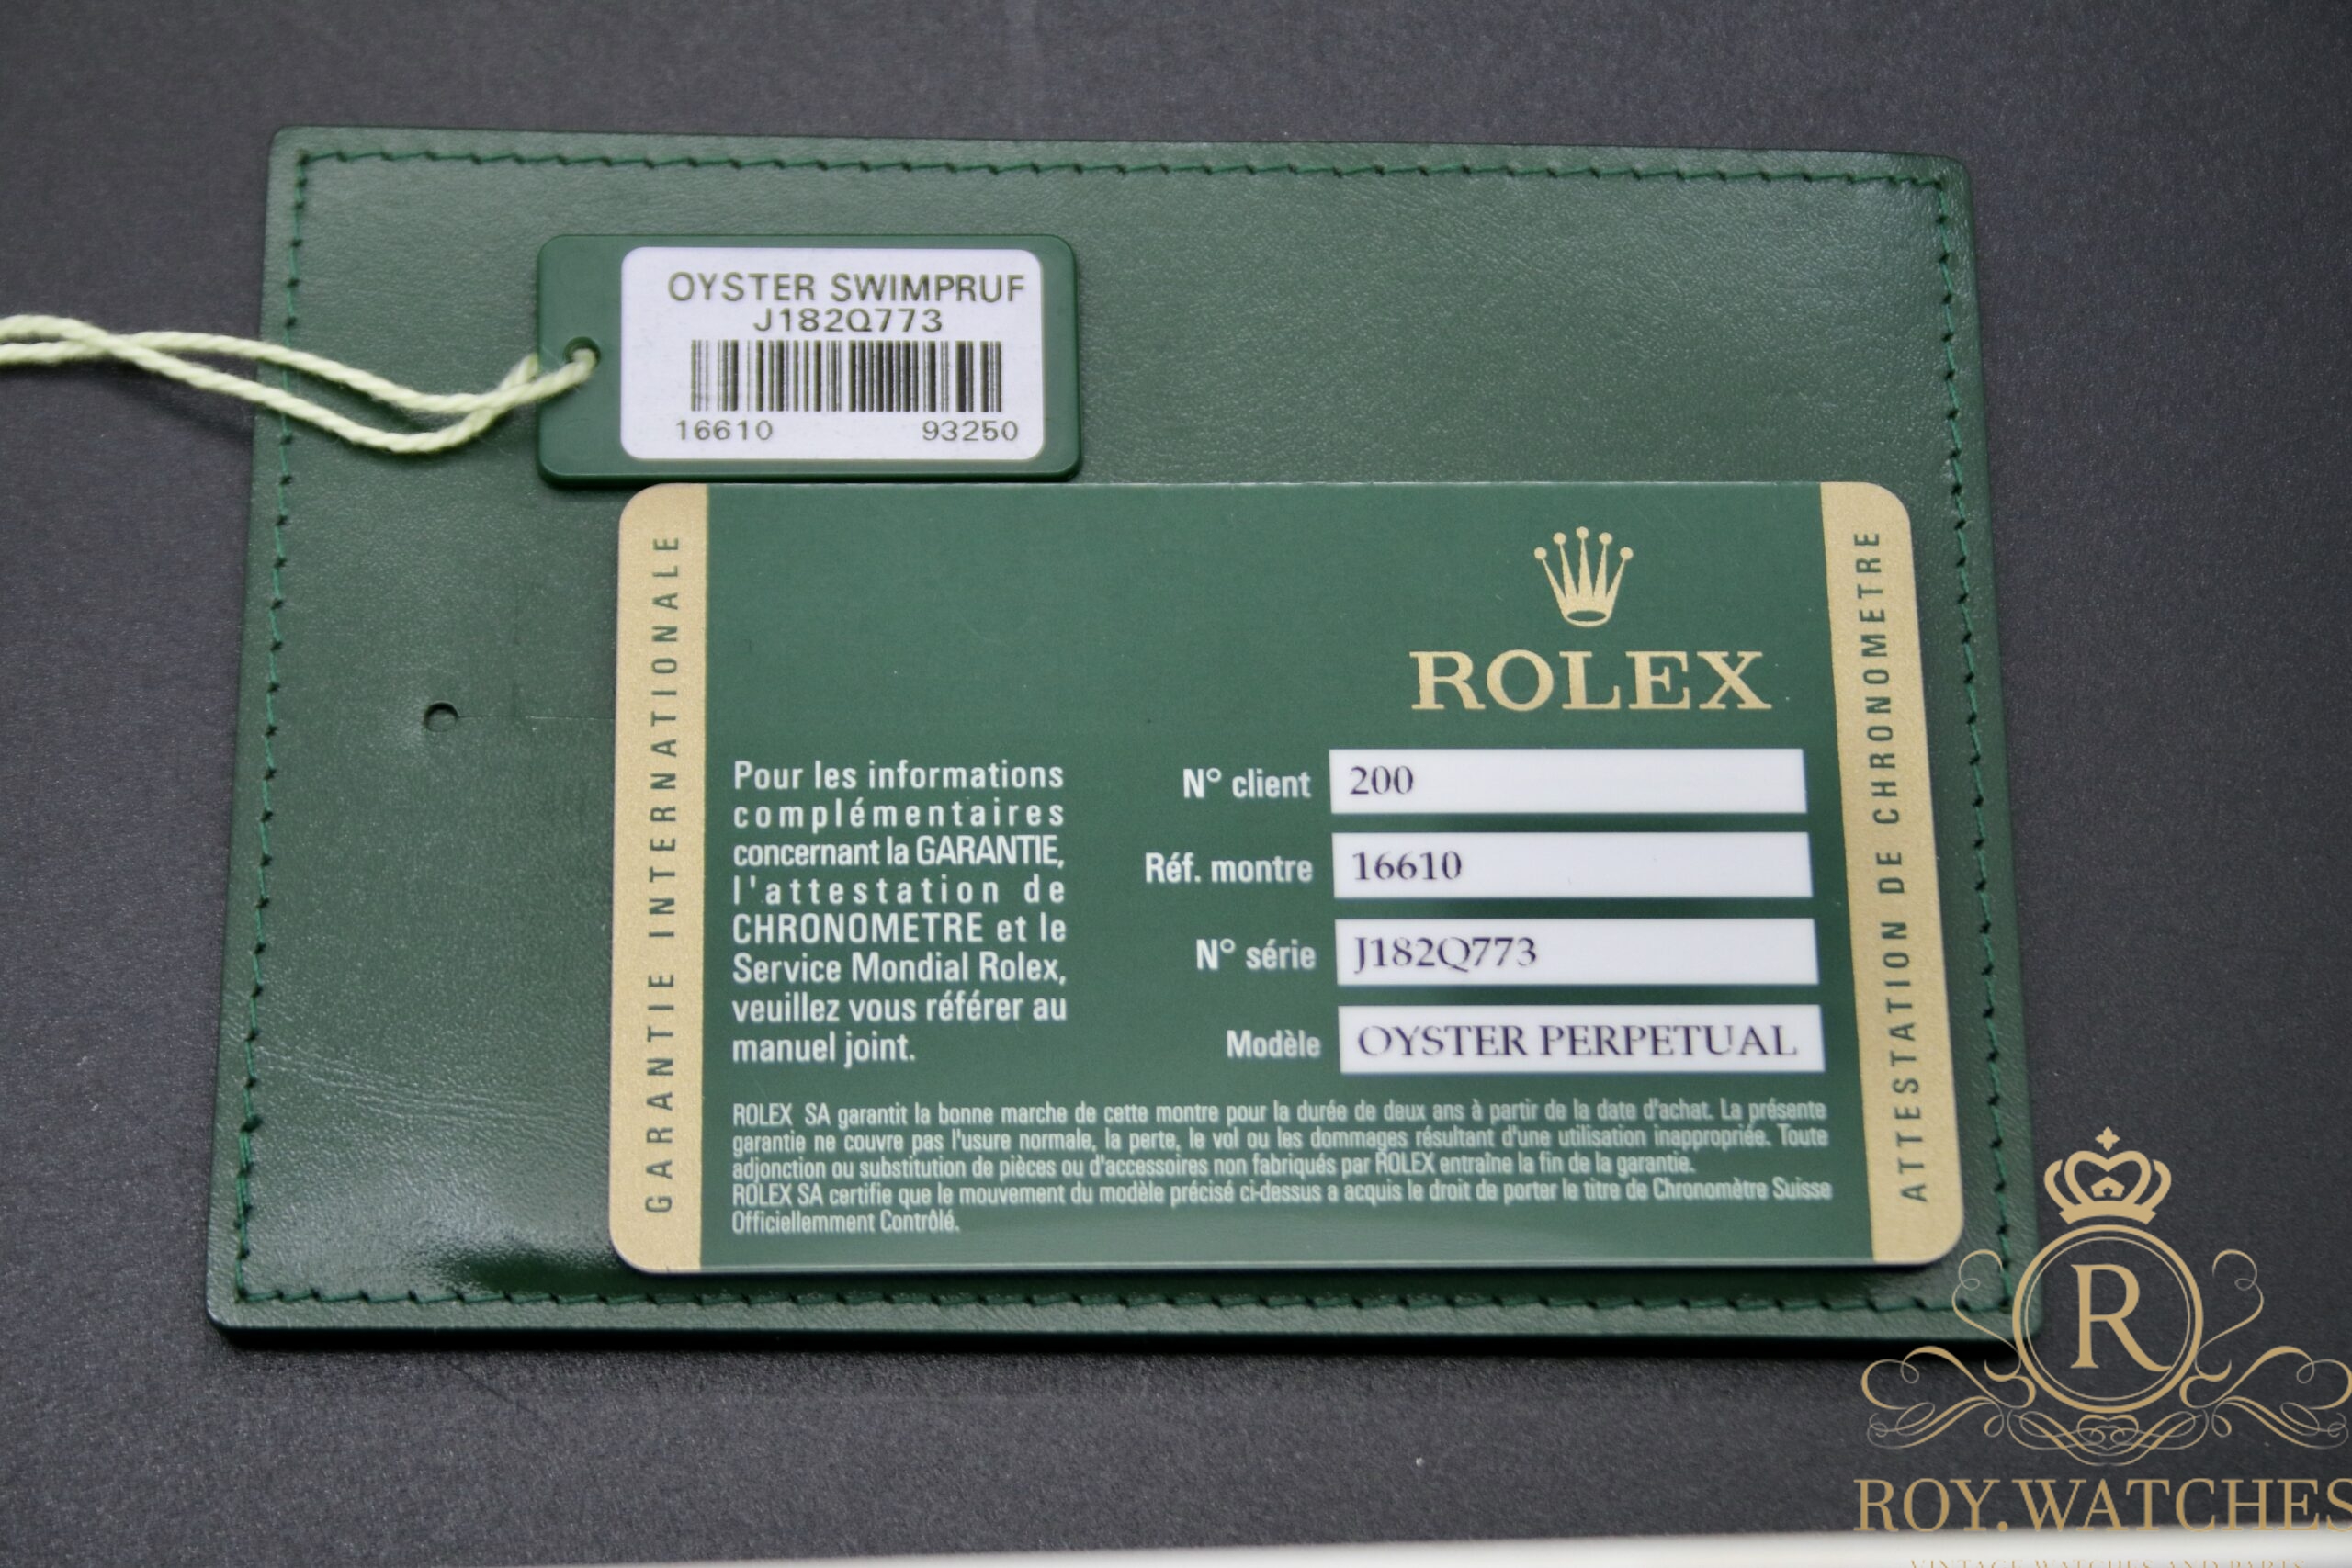 OYSTER SWIMPRUF
J182Q773
16610 93250
GARANTIE INTERNATIONALE
ROLEX
Pour les informations
complémentaires
concernant la GARANTIE,
l'attestation de
CHRONOMETRE et le
Service Mondial Rolex,
veuillez vous référer au
manuel joint.
N° client 200
Réf. montre 16610
N° série J182Q773
Modèle OYSTER PERPETUAL
ROLEX SA garantit la bonne marche de cette montre pour la durée de deux ans à partir de la date d'achat. La présente
garantie ne couvre pas l'usure normale, la perte, le vol ou les dommages résultant d'une utilisation inappropriée. Toute
adjonction ou substitution de pièces ou d'accessoires non fabriqués par ROLEX entraîne la fin de la garantie.
ROLEX SA certifie que le mouvement du modèle précisé ci-dessus a acquis le droit de porter le titre de Chronomètre Suisse
Officiellemment Contrôlé.
ATTESTATION DE CHRONOMETRE
R
ROY.WATCHES